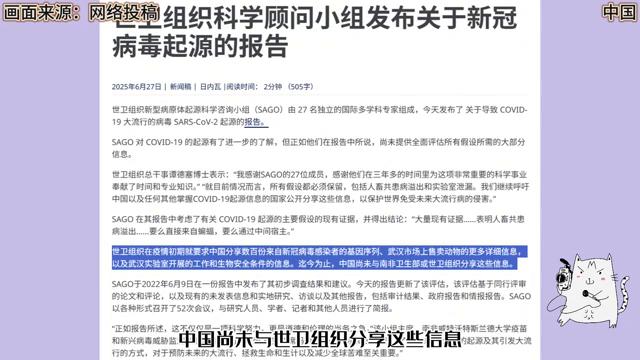 画面来源：网络投稿
中国
世卫组织科学顾问小组发布关于新冠
病毒起源的报告
2025年6月27日 | 新闻稿 | 日内瓦 | 阅读时间： 2分钟 （505字）
世卫组织新型病原体起源科学咨询小组（SAGO）由 27 名独立的国际多学科专家组成，今天发布了 关于导致 COVID-
19 大流行的病毒 SARS-CoV-2 起源的报告。
SAGO 对 COVID-19 的起源有了进一步的了解，但正如他们在报告中所说，尚未提供全面评估所有假设所需的大部分
信息。
世卫组织总干事谭德塞博士表示：“我感谢SAGO的27位成员，感谢他们在三年多的时间里为这项非常重要的科学事业
奉献了时间和专业知识。” “就目前情况而言，所有假设都必须保留，包括人畜共患病溢出和实验室泄漏。我们继续呼吁
中国以及任何其他掌握COVID-19起源信息的国家公开分享这些信息，以保护世界免受未来大流行病的侵害。”
SAGO 在其报告中考虑了有关 COVID-19 起源的主要假设的现有证据，并得出结论：“大量现有证据……表明人畜共患
病溢出……要么直接来自蝙蝠，要么通过中间宿主。”
世卫组织在疫情初期就要求中国分享数百份来自新冠病毒感染者的基因序列、武汉市场上售卖动物的更多详细信息，
以及武汉实验室开展的工作和生物安全条件的信息。迄今为止，中国尚未与南非卫生部或世卫组织分享这些信息。
SAGO于2022年6月9日在一份报告中发布了其初步调查结果和建议。今天的报告更新了该评估，该评估基于同行评审
的论文和评论，以及现有的未发表信息和实地研究、访谈以及其他报告，包括审计结果、政府报告和情报报告。SAGO
以各种形式召开了52次会议，与研究人员、学者、记者和其他人员进行了简报。
“正如报告所述，这不仅仅是一项科学努力，更是道德和伦理的当务之急，”该小组主席、南非威特沃斯兰德大学疫苗
和新兴病毒威胁
大流行的方式，对于预防未来的大流行、拯救生命和生计以及减少全球苦难至关重要。”
中国尚未与世卫组织分享这些信息